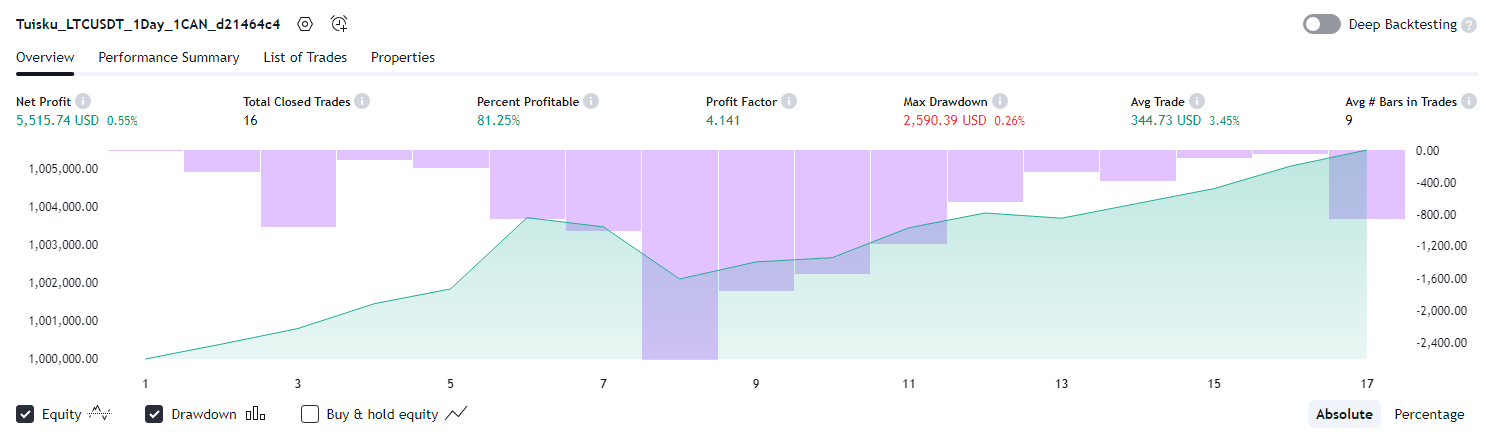 Tuisku_LTCUSDT_1Day_1CAN_d21464c4
Deep Backtesting
Overview Performance Summary List of Trades Properties
Net Profit Total Closed Trades Percent Profitable Profit Factor Max Drawdown Avg Trade Avg # Bars in Trades
5,515.74 USD 0.55% 16 81.25% 4.141 2,590.39 USD 0.26% 344.73 USD 3.45% 9
1,005,000.00
1,004,000.00
1,003,000.00
1,002,000.00
1,001,000.00
1,000,000.00
0.00
-400.00
-800.00
-1,200.00
-1,600.00
-2,000.00
-2,400.00
1 3 5 7 9 11 13 15 17
Equity Drawdown Buy & hold equity Absolute Percentage